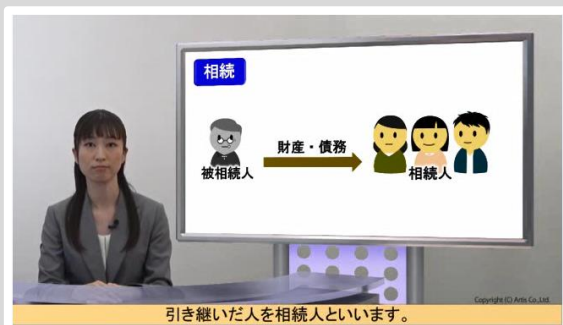 相続
財産・債務
被相続人
相続人
Copyright (C) Artis Co.,Ltd.
引き継いだ人を相続人といいます。